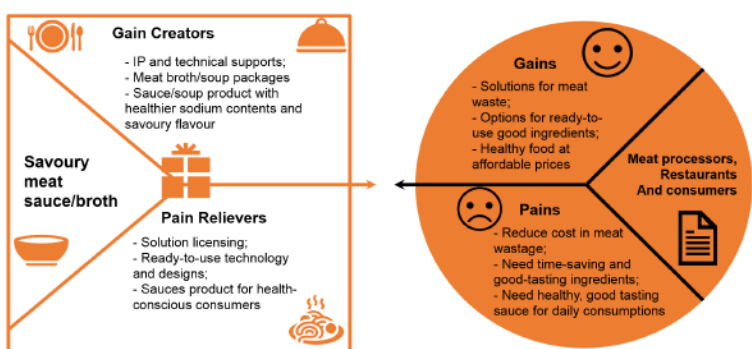 Gain Creators
- IP and technical supports;
- Meat broth/soup packages
- Sauce/soup product with
healthier sodium contents and
savoury flavour
Savoury
meat
sauce/broth
Pain Relievers
- Solution licensing;
- Ready-to-use technology
and designs;
- Sauces product for health-
conscious consumers
Gains
- Solutions for meat
waste;
- Options for ready-to-
use good ingredients;
- Healthy food at
affordable prices
Meat processors,
Restaurants
And consumers
Pains
- Reduce cost in meat
wastage;
- Need time-saving and
good-tasting ingredients;
- Need healthy, good tasting
sauce for daily consumptions